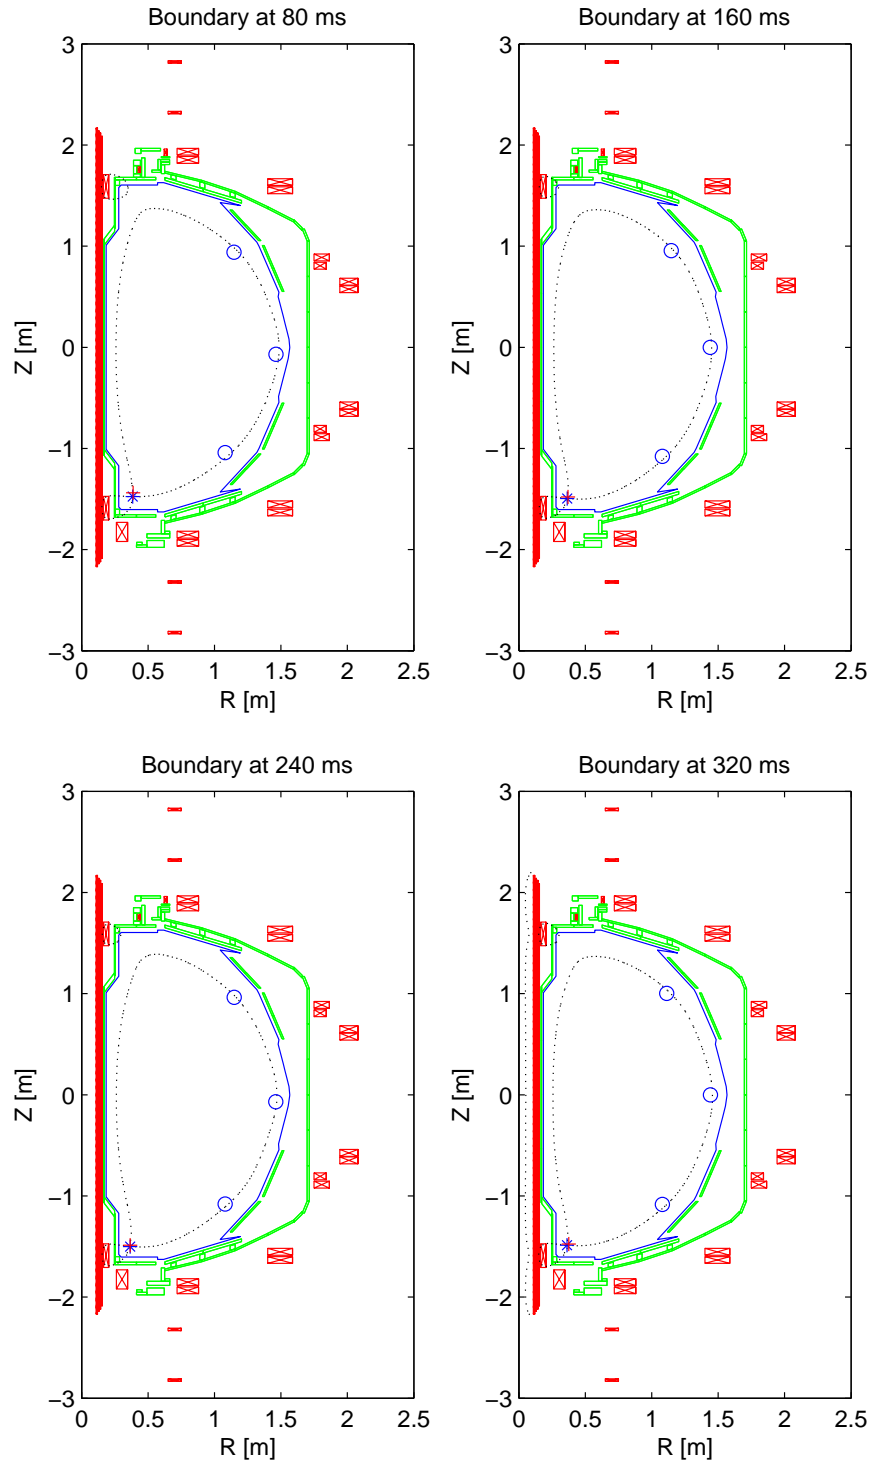 Boundary at 80 ms
Boundary at 160 ms
3
2
1
0
−1
−2
−3
Z [m]
0 0.5 1 1.5 2 2.5
R [m]
3
2
1
0
−1
−2
−3
Z [m]
0 0.5 1 1.5 2 2.5
R [m]
Boundary at 240 ms
Boundary at 320 ms
3
2
1
0
−1
−2
−3
Z [m]
0 0.5 1 1.5 2 2.5
R [m]
3
2
1
0
−1
−2
−3
Z [m]
0 0.5 1 1.5 2 2.5
R [m]